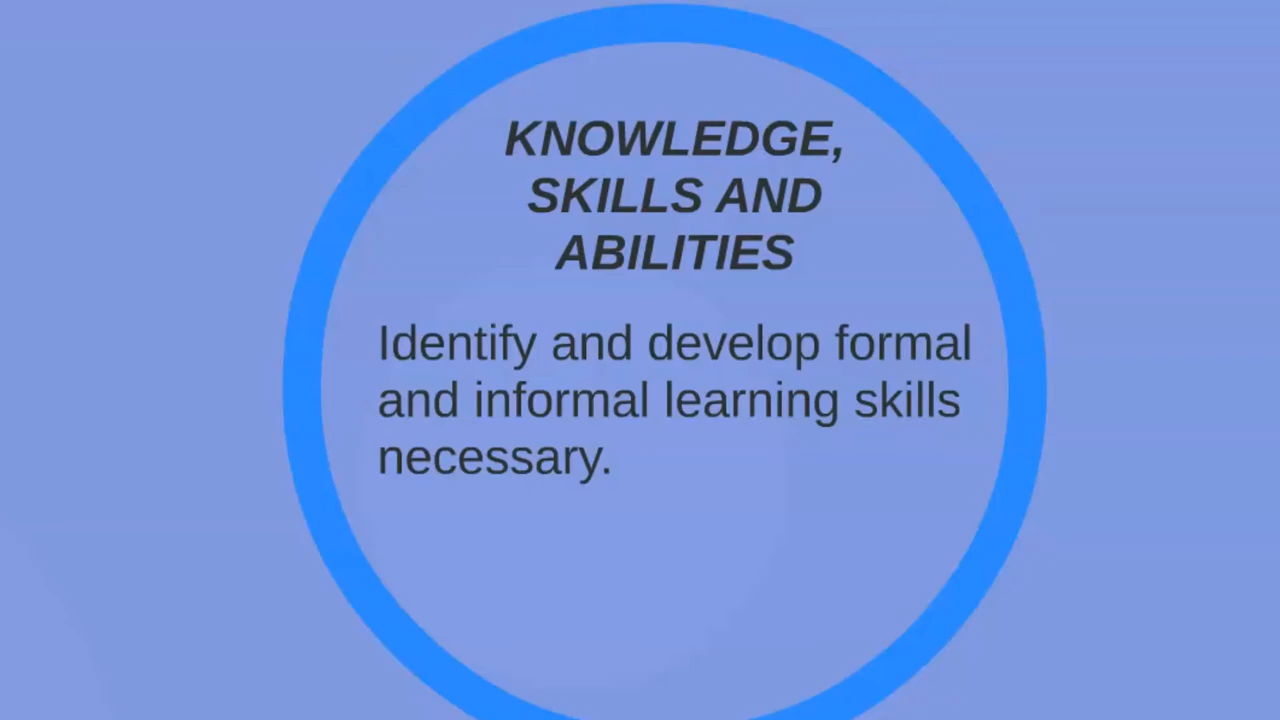 KNOWLEDGE,
SKILLS AND
ABILITIES
Identify and develop formal
and informal learning skills
necessary.